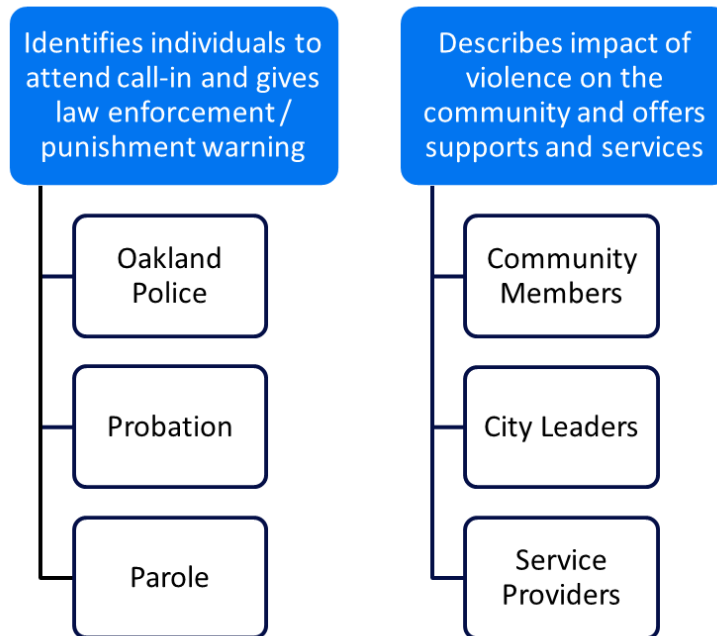 Identifies individuals to
attend call-in and gives
law enforcement /
punishment warning
Oakland
Police
Probation
Parole
Describes impact of
violence on the
community and offers
supports and services
Community
Members
City Leaders
Service
Providers